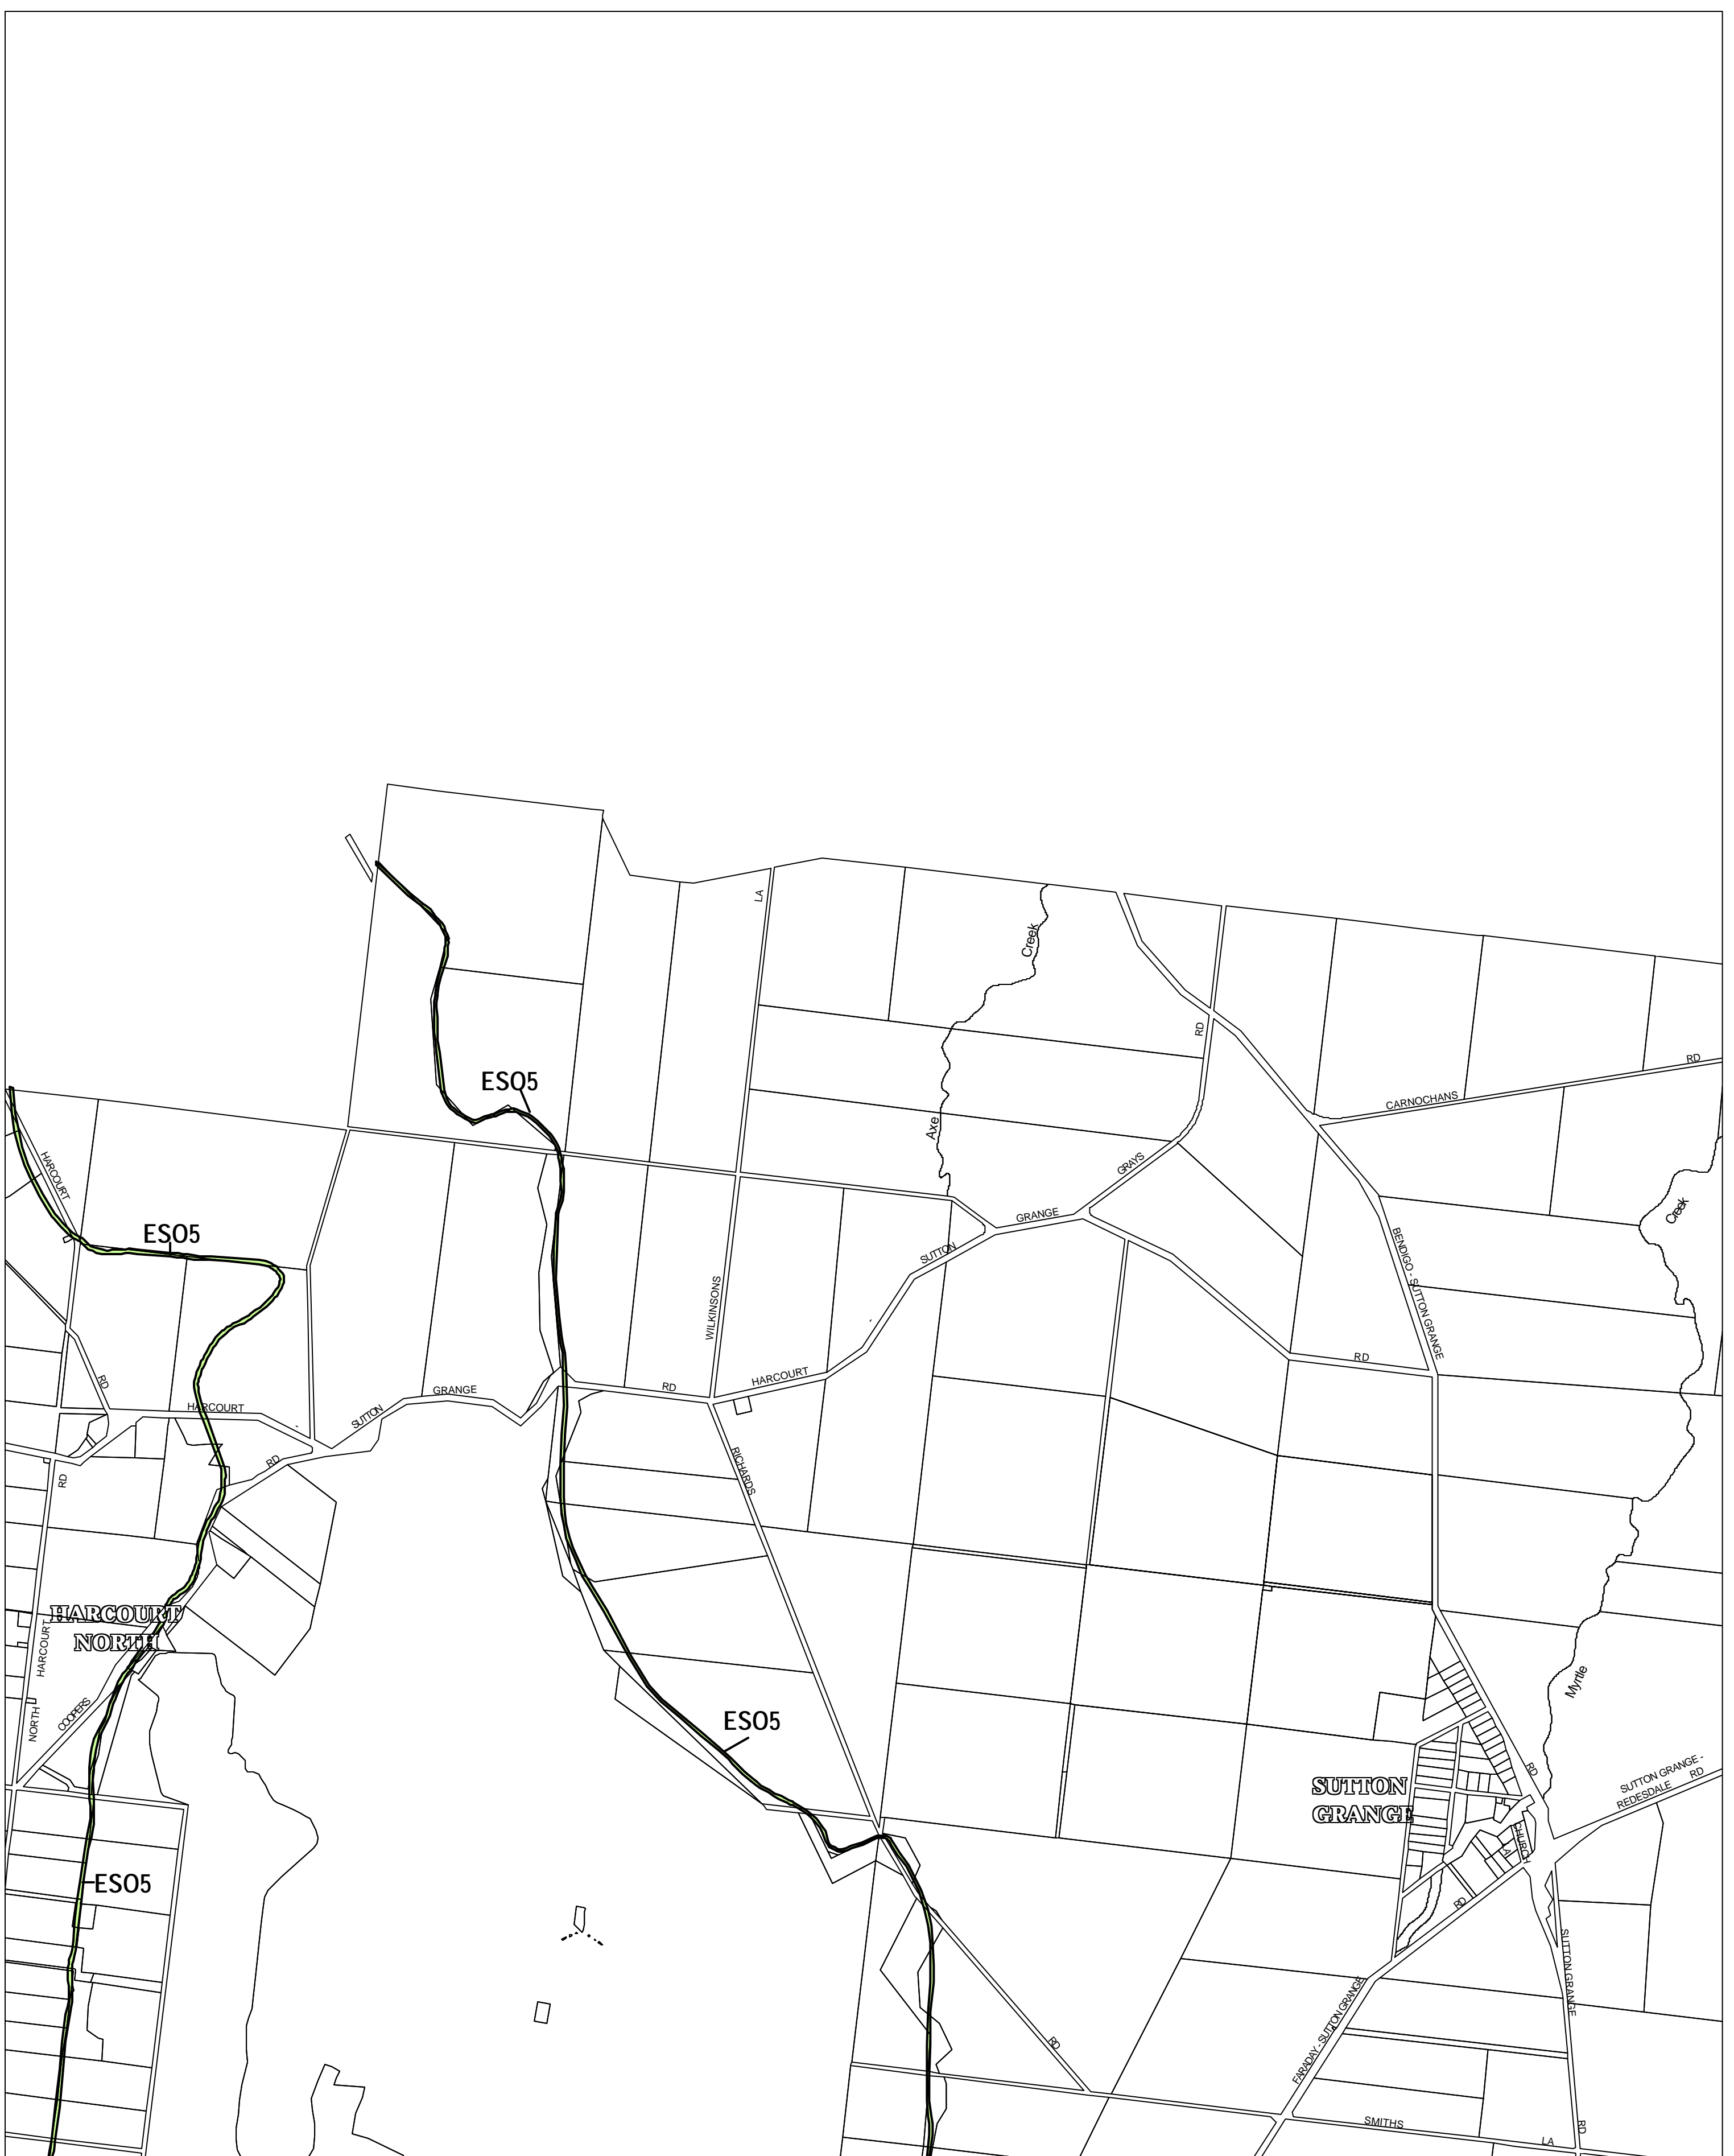 LA
Creek
RD
RD
CARNOCHANS
ESO5
Axe
GRAYS
HARCOURT
Creek
ESO5
GRANGE
SUTTON
BENDIGO - SUTTON GRANGE
WILKINSONS
RD
RD
HARCOURT
RD
GRANGE
HARCOURT
SUTTON
RD
RD
RICHARDS
HARCOURT
NORTH
HARCOURT
NORTH
COOPERS
Myrtle
ESO5
RD
SUTTON GRANGE -
REDESDALE RD
SUTTON
GRANGE
CHURCH
LA
ESO5
RD
SUTTON GRANGE
FARADAY - SUTTON GRANGE
RD
SMITHS
LA
RD